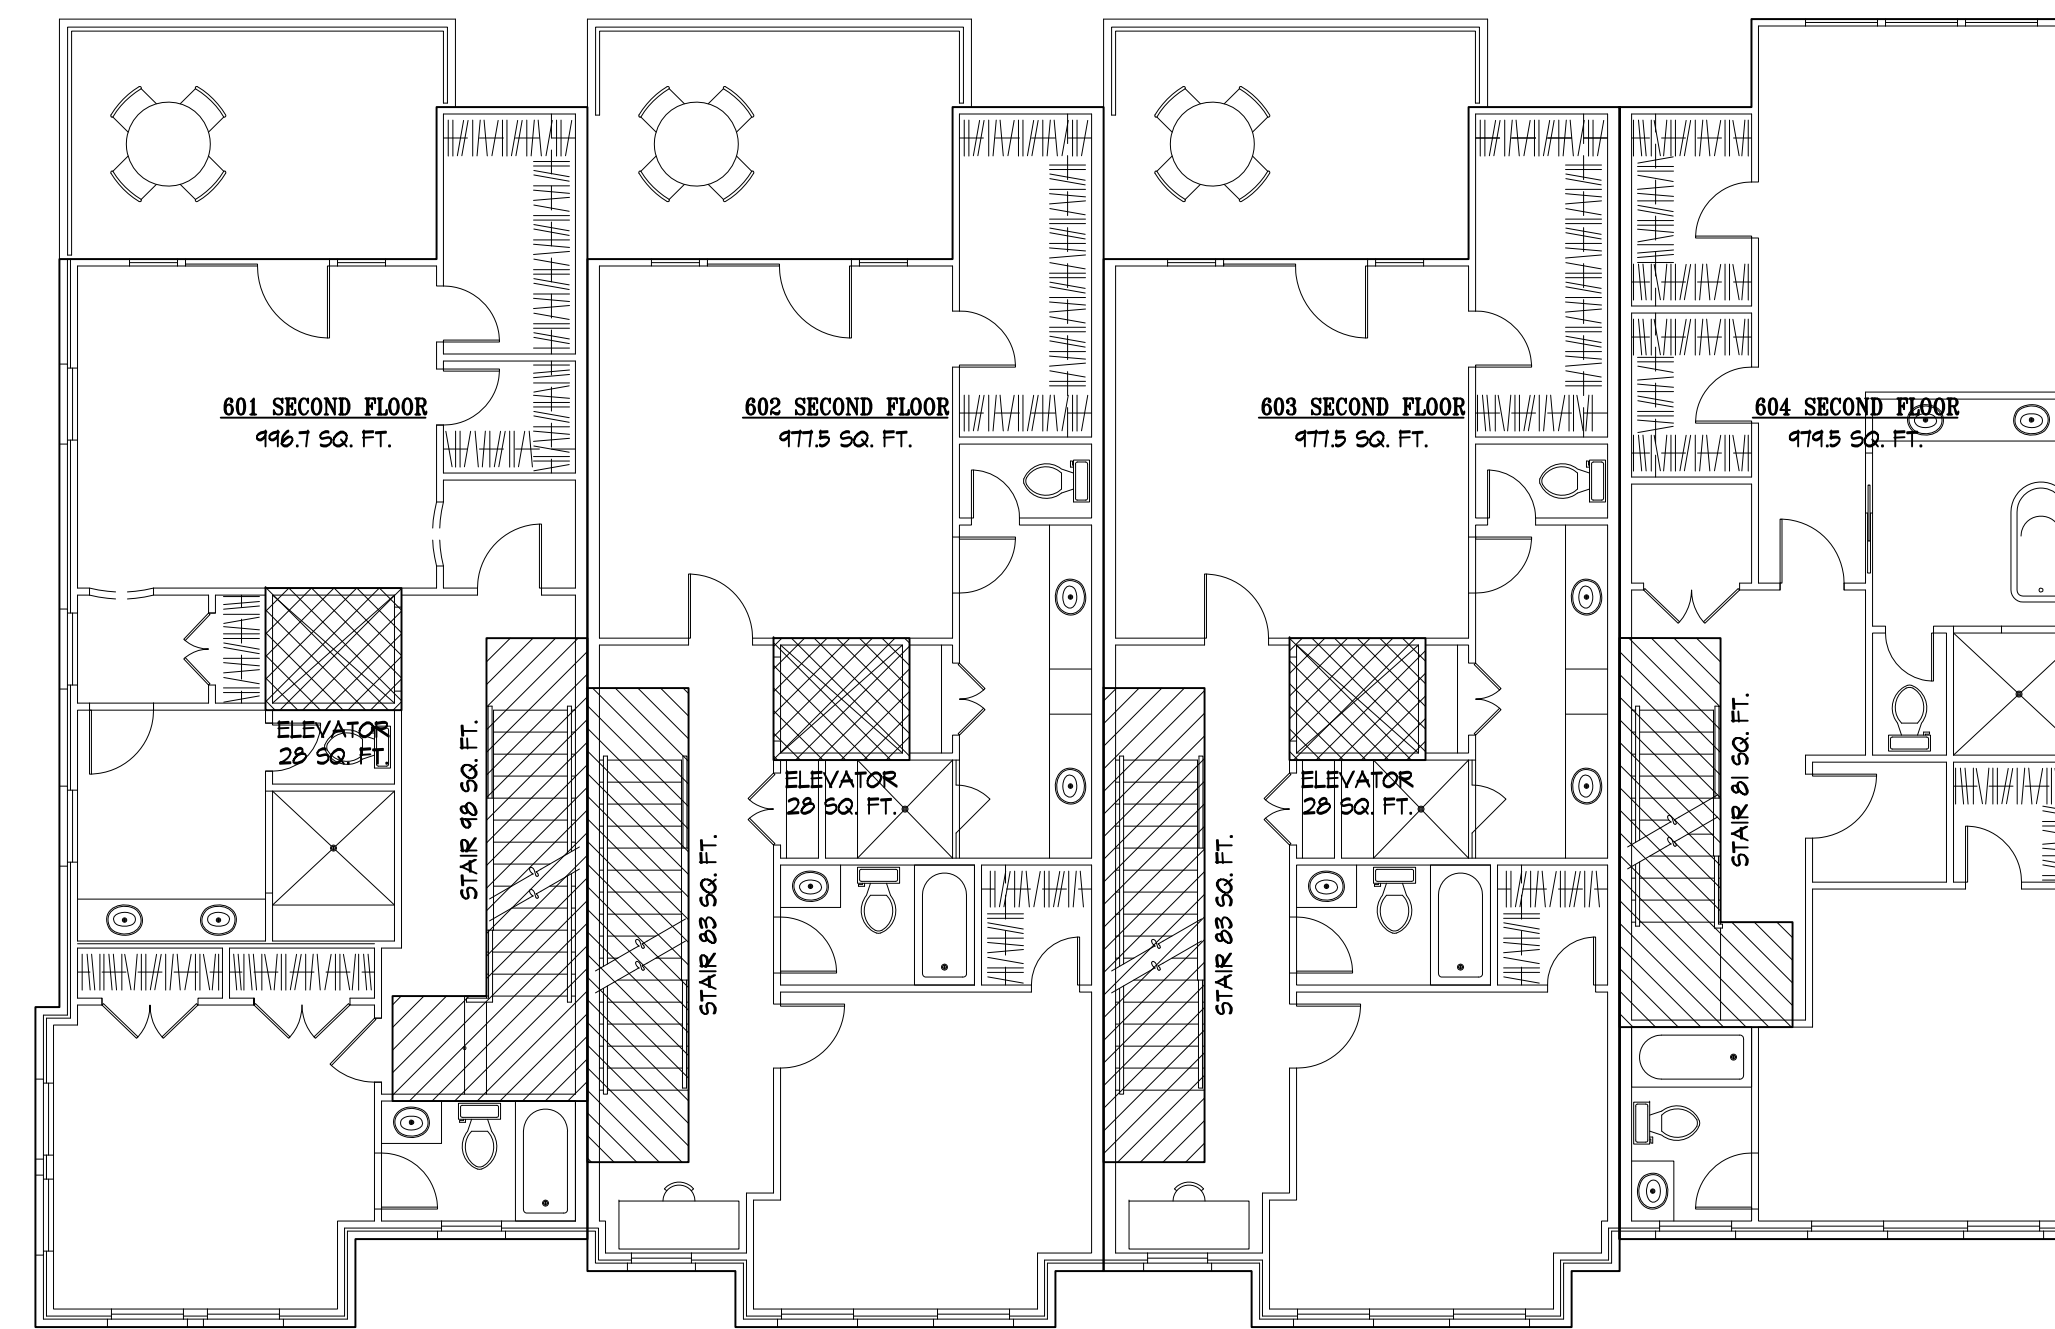 601 SECOND FLOOR
996.7 SQ. FT.
602 SECOND FLOOR
977.5 SQ. FT.
603 SECOND FLOOR
977.5 SQ. FT.
604 SECOND FLOOR
979.5 SQ. FT.
ELEVATOR
28 SQ. FT.
STAIR 98 SQ. FT.
ELEVATOR
28 SQ. FT.
STAIR 83 SQ. FT.
ELEVATOR
28 SQ. FT.
STAIR 83 SQ. FT.
STAIR 81 SQ. FT.